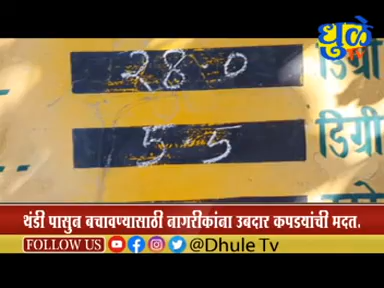 धुळे
28.0
डिग्री
5.5
डिग्री
थंडी पासुन बचावण्यासाठी नागरीकांना उबदार कपडयांची मदत.
FOLLOW US @Dhule Tv